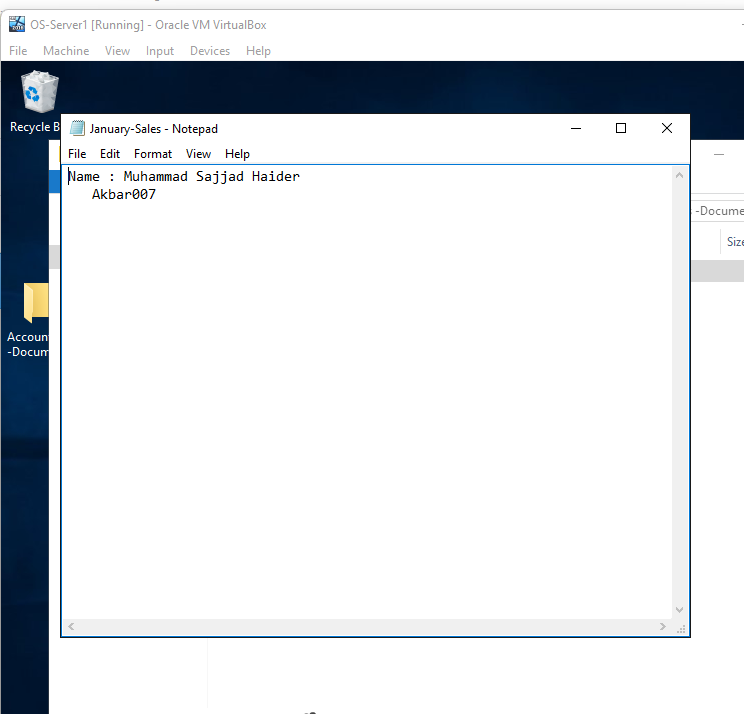 OS-Server1 [Running] - Oracle VM VirtualBox
File Machine View Input Devices Help
Recycle B
January-Sales - Notepad
File Edit Format View Help
Name : Muhammad Sajjad Haider
Akbar007
-Docume
Size
Accoun
-Docum